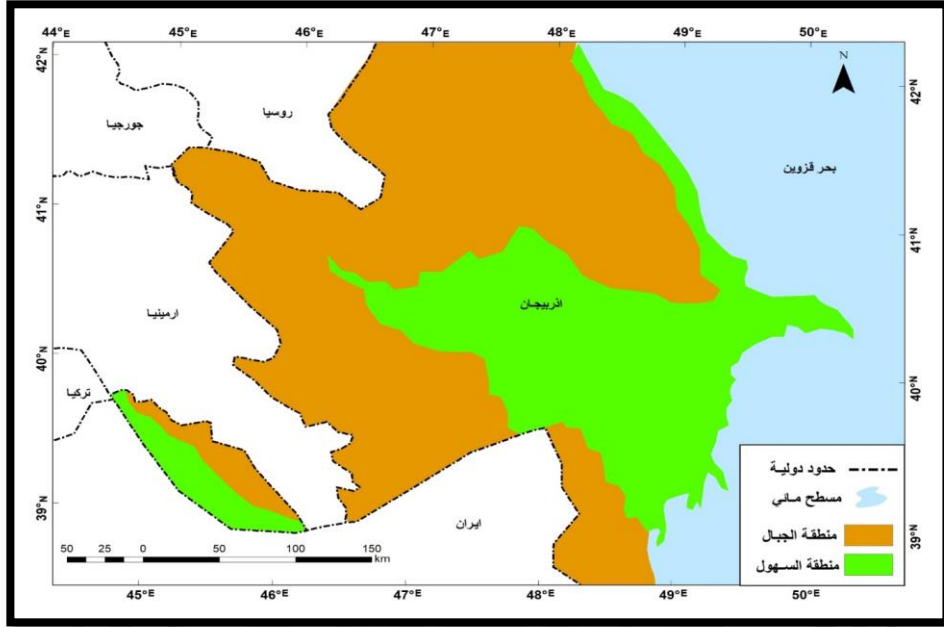 44°E 45°E 46°E 47°E 48°E 49°E 50°E
42°N
42°N
N
روسيا
جورجيا
بحر قزوين
41°N
41°N
اذربيجان
ارمينيا
40°N
40°N
تركيا
حدود دولية
مسطح مائي
39°N
39°N
ايران
منطقة الجبال
منطقة السهول
50 25 0 50 100 150
km
45°E 46°E 47°E 48°E 49°E 50°E